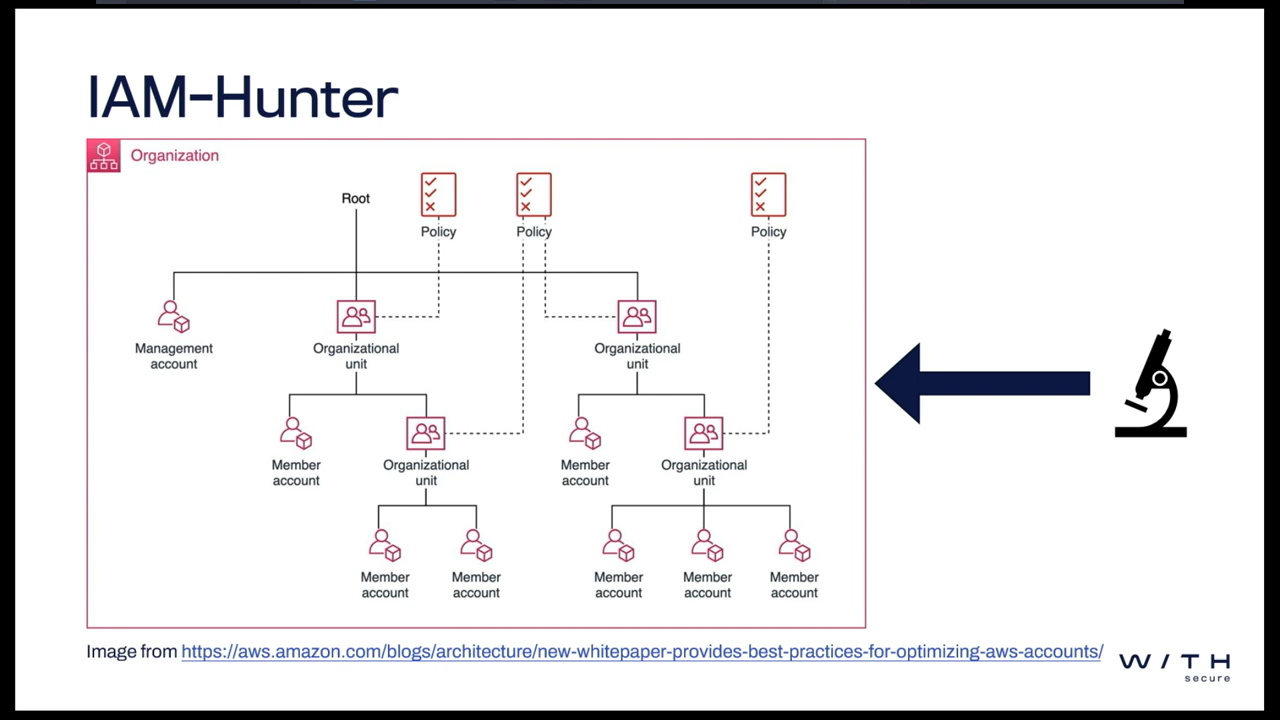 IAM-Hunter
Organization
Root
Policy
Policy
Policy
Management
account
Organizational
unit
Organizational
unit
Member
account
Organizational
unit
Member
account
Organizational
unit
Member
account
Member
account
Member
account
Member
account
Member
account
Image from https://aws.amazon.com/blogs/architecture/new-whitepaper-provides-best-practices-for-optimizing-aws-accounts/
W/TH
secure